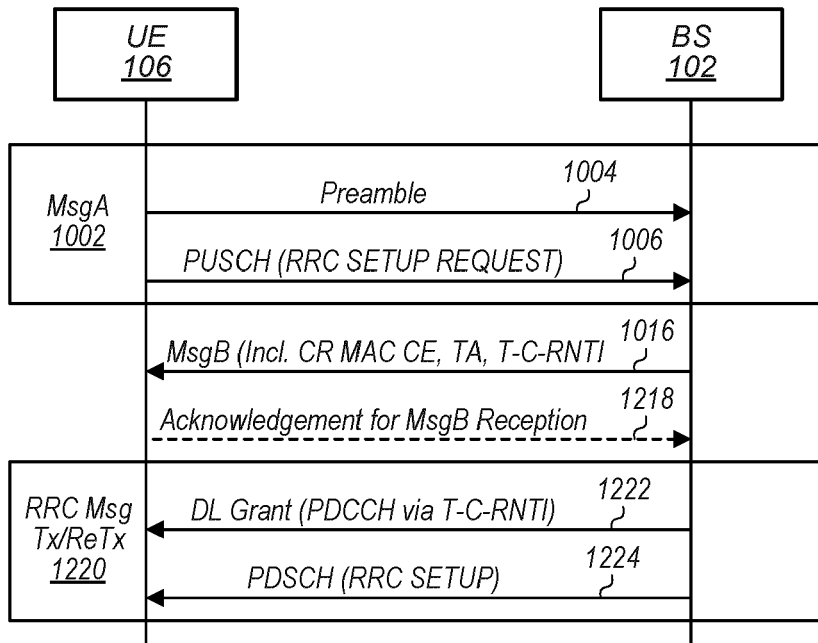 UE
106
BS
102
MsgA
1002
1004
Preamble
1006
PUSCH (RRC SETUP REQUEST)
1016
MsgB (Incl. CR MAC CE, TA, T-C-RNTI
1218
Acknowledgement for MsgB Reception
RRC Msg
Tx/ReTx
1220
1222
DL Grant (PDCCH via T-C-RNTI)
1224
PDSCH (RRC SETUP)